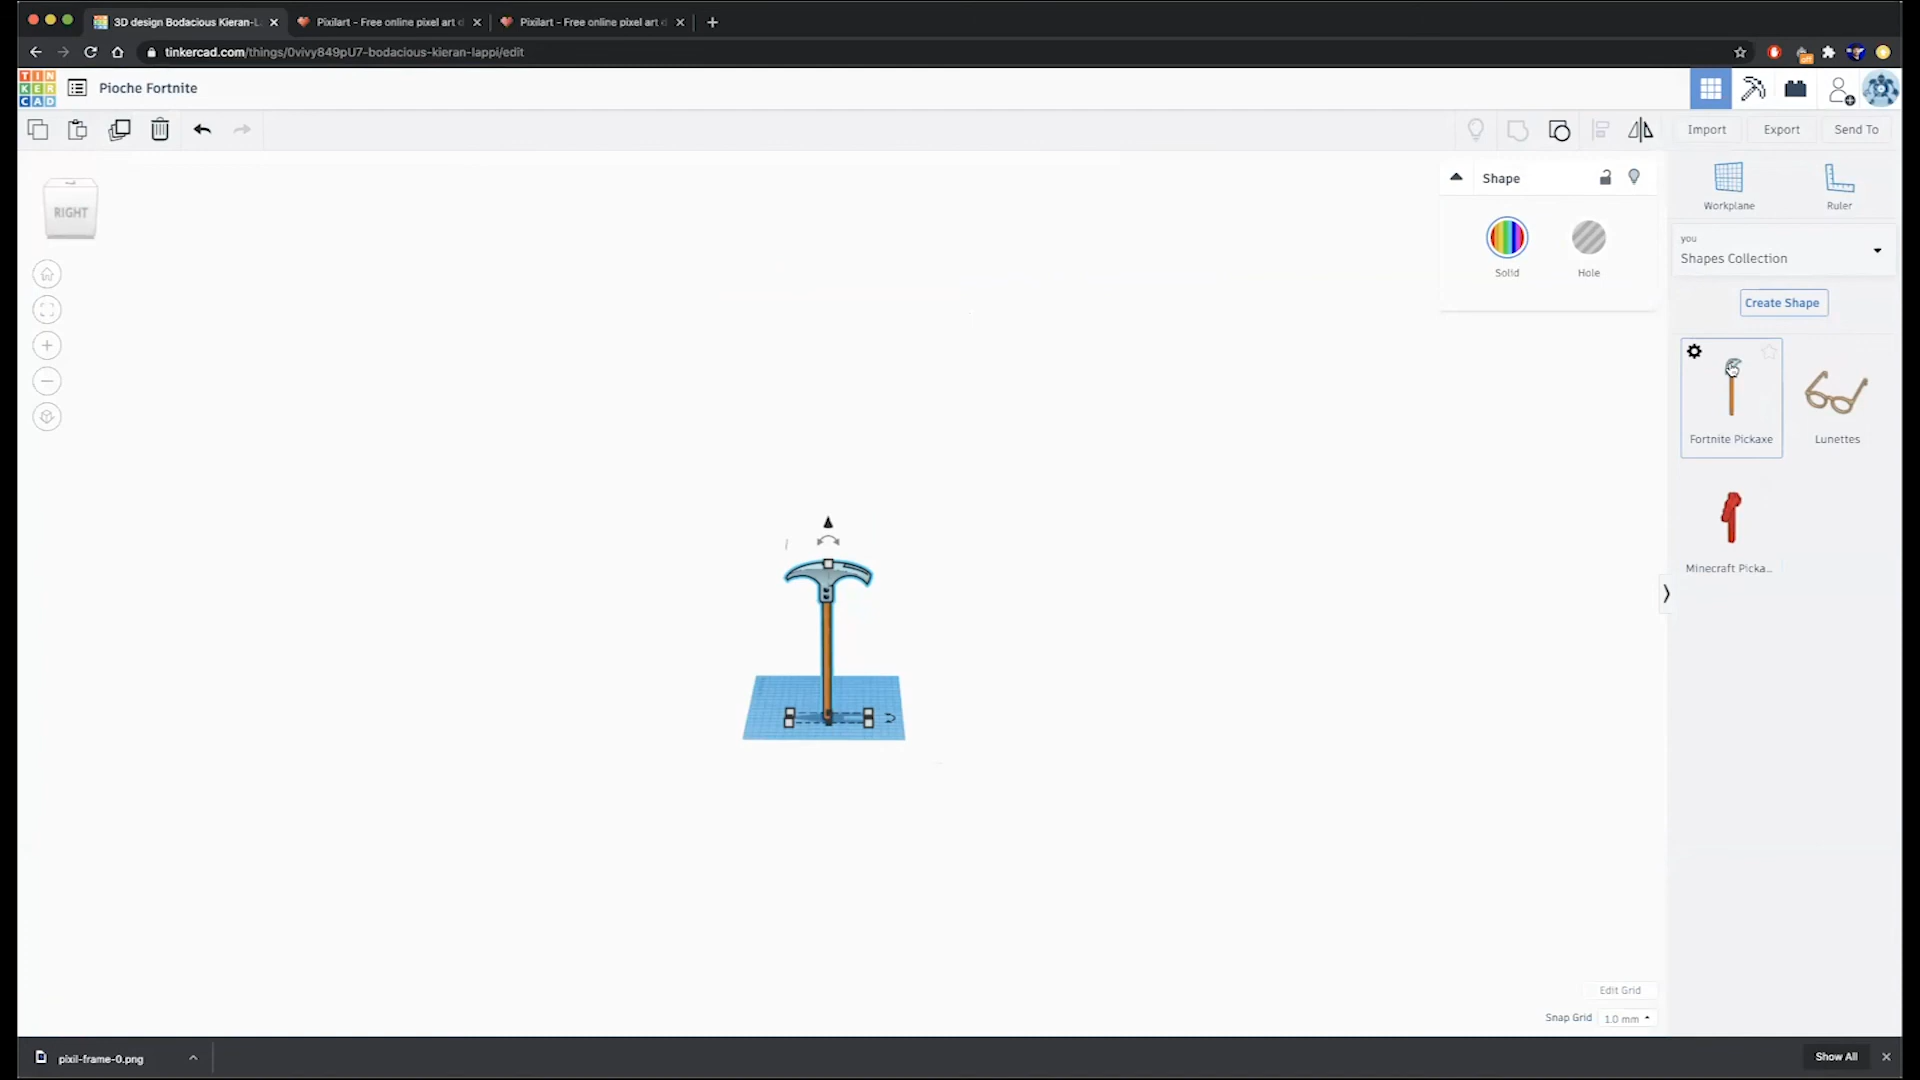 3D design Bodacious Kieran-L
Pixilart - Free online pixel art
Pixilart - Free online pixel art
tinkercad.com/things/0vivy849pU7-bodacious-kieran-lappi/edit
TIN
KER
CAD
Pioche Fortnite
Import
Export
Send To
RIGHT
Shape
Solid
Hole
Workplane
Ruler
you
Shapes Collection
Create Shape
Fortnite Pickaxe
Lunettes
Minecraft Picka...
Edit Grid
Snap Grid
1.0 mm
pixil-frame-0.png
Show All